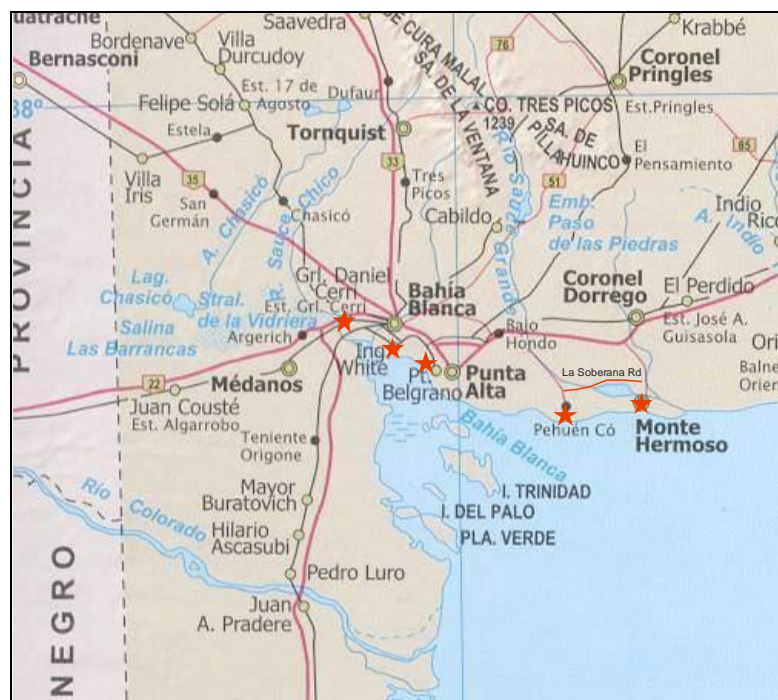 uatrache
Saavedra
Krabbé
Bordenave
Villa
Durcudoy
DE CURA MALAL
76
Coronel
Pringles
Bernasconi
Est. 17 de
Agosto
SA. DE LA VENTANA
38º
Felipe Solá
Dufaur
CO. TRES PICOS
1239
Est.Pringles
Estela
Tornquist
SA. DE
PILLAHUINCO
El
Pensamiento
85
33
Villa
Iris
35
Tres
Picos
51
San
Germán
Chasicó
A. Chasicó
R. Sauce Chico
Río Sauce Grande
Cabildo
Emb.
Paso
de las Piedras
Indio
Rico
A. Indio
PROVINCIA
Lag.
Chasicó
Stral.
de la Vidriera
Grl. Daniel
Cerri
Est. Grl. Cerri
Bahía
Blanca
Coronel
Dorrego
El Perdido
Est. José A.
Guisasola
Salina
Las Barrancas
Argerich
Ing.
White
Bajo
Hondo
Ori
Balne
Orien
22
Médanos
Pt.
Belgrano
Punta
Alta
La Soberana Rd
Juan Cousté
Est. Algarrobo
Pehuén Có
Monte
Hermoso
Teniente
Origone
Bahía Blanca
Río Colorado
Mayor
Buratovich
I. TRINIDAD
I. DEL PALO
PLA. VERDE
Hilario
Ascasubi
NEGRO
Pedro Luro
Juan
A. Pradere